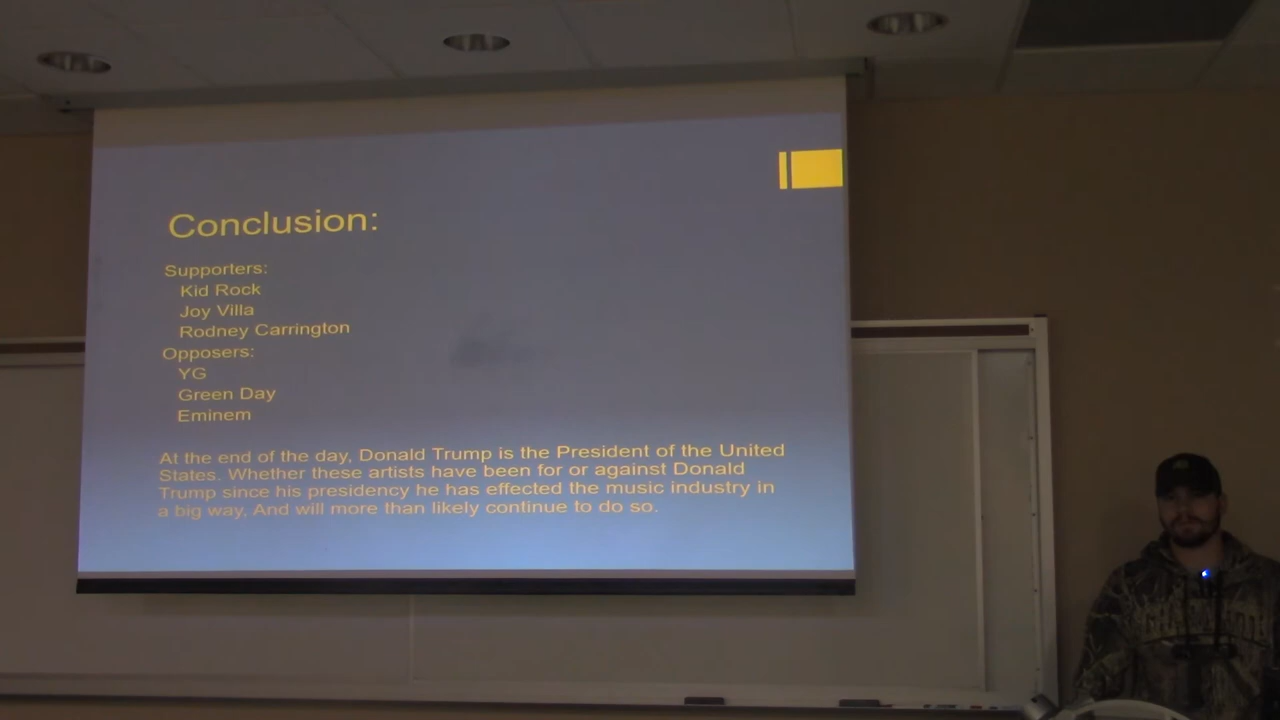 Conclusion:
Supporters:
Kid Rock
Joy Villa
Rodney Carrington
Opposers:
YG
Green Day
Eminem
At the end of the day, Donald Trump is the President of the United
States. Whether these artists have been for or against Donald
Trump since his presidency he has effected the music industry in
a big way, And will more than likely continue to do so.